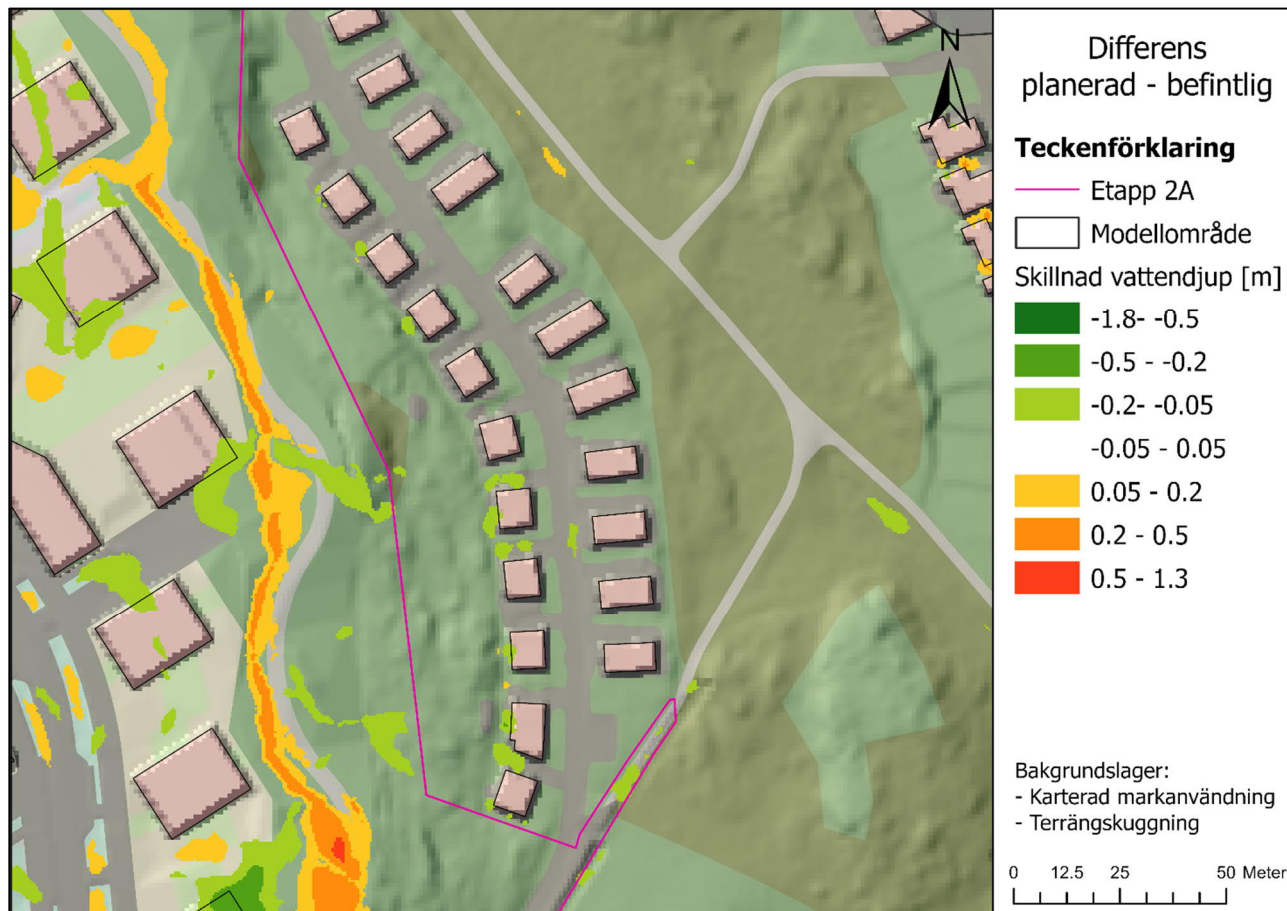 N
Differens
planerad - befintlig
Teckenförklaring
Etapp 2A
Modellområde
Skillnad vattendjup [m]
-1.8- -0.5
-0.5 - -0.2
-0.2- -0.05
-0.05 - 0.05
0.05 - 0.2
0.2 - 0.5
0.5 - 1.3
Bakgrundslager:
- Karterad markanvändning
- Terrängskuggning
0 12.5 25 50 Meter